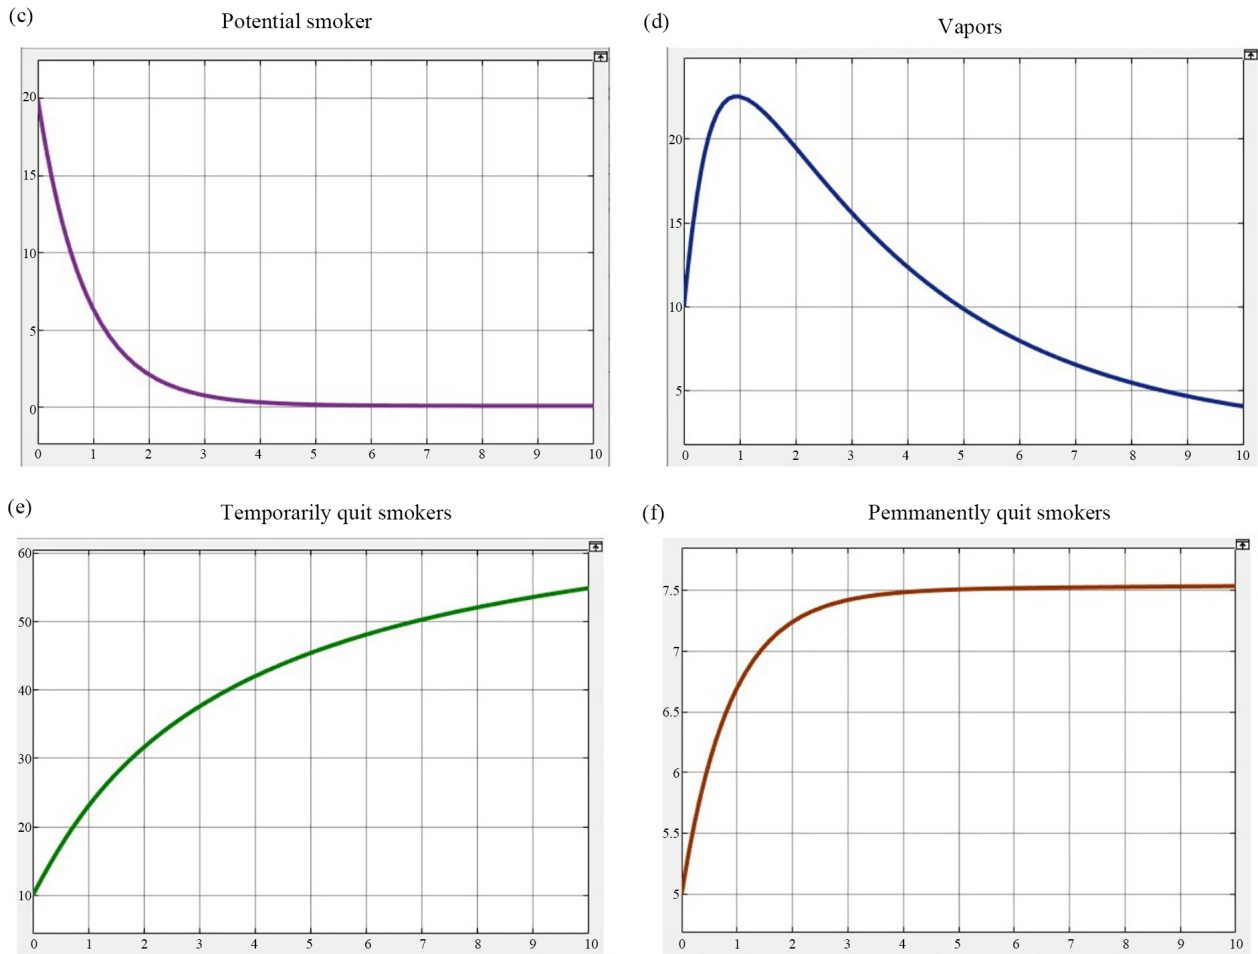 (c)
Potential smoker
20
15
10
5
0
0 1 2 3 4 5 6 7 8 9 10
(d)
Vapors
20
15
10
5
0 1 2 3 4 5 6 7 8 9 10
(e)
Temporarily quit smokers
60
50
40
30
20
10
0 1 2 3 4 5 6 7 8 9 10
(f)
Pemmanently quit smokers
7.5
7
6.5
6
5.5
5
0 1 2 3 4 5 6 7 8 9 10